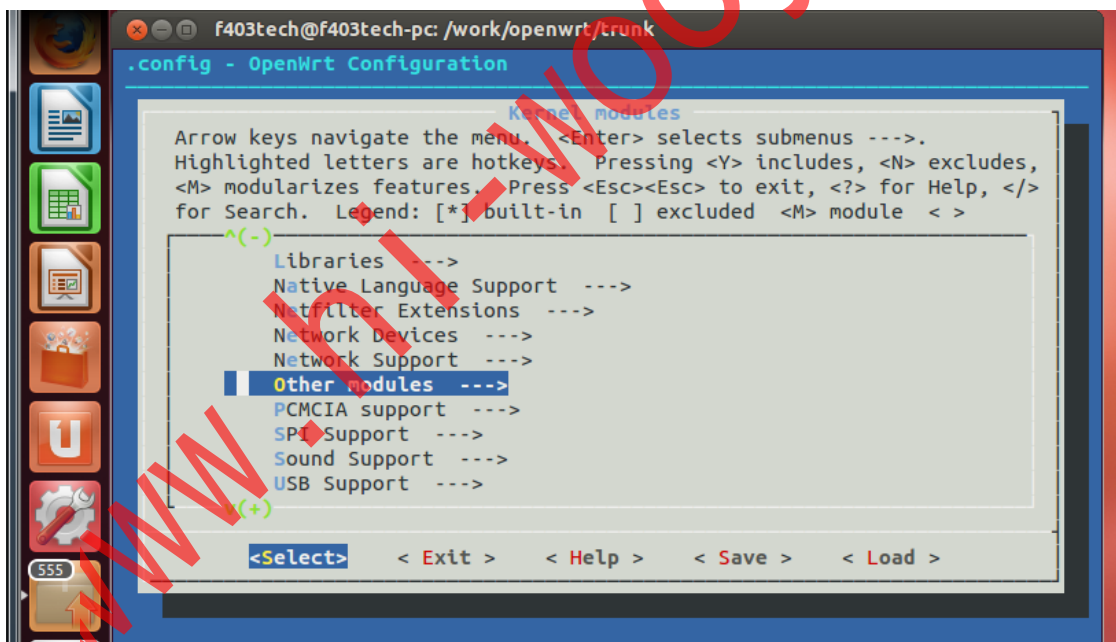 f403tech@f403tech-pc: /work/openwrt/trunk
.config - OpenWrt Configuration
Kernel modules
Arrow keys navigate the menu.  <Enter> selects submenus --->.
Highlighted letters are hotkeys.  Pressing <Y> includes, <N> excludes,
<M> modularizes features.  Press <Esc><Esc> to exit, <?> for Help, </>
for Search.  Legend: [*] built-in  [ ] excluded  <M> module  < >
^(-)
Libraries  --->
Native Language Support  --->
Netfilter Extensions  --->
Network Devices  --->
Network Support  --->
Other modules  --->
PCMCIA support  --->
SPI Support  --->
Sound Support  --->
USB Support  --->
v(+)
<Select>    < Exit >    < Help >    < Save >    < Load >
555
www.hi-woo